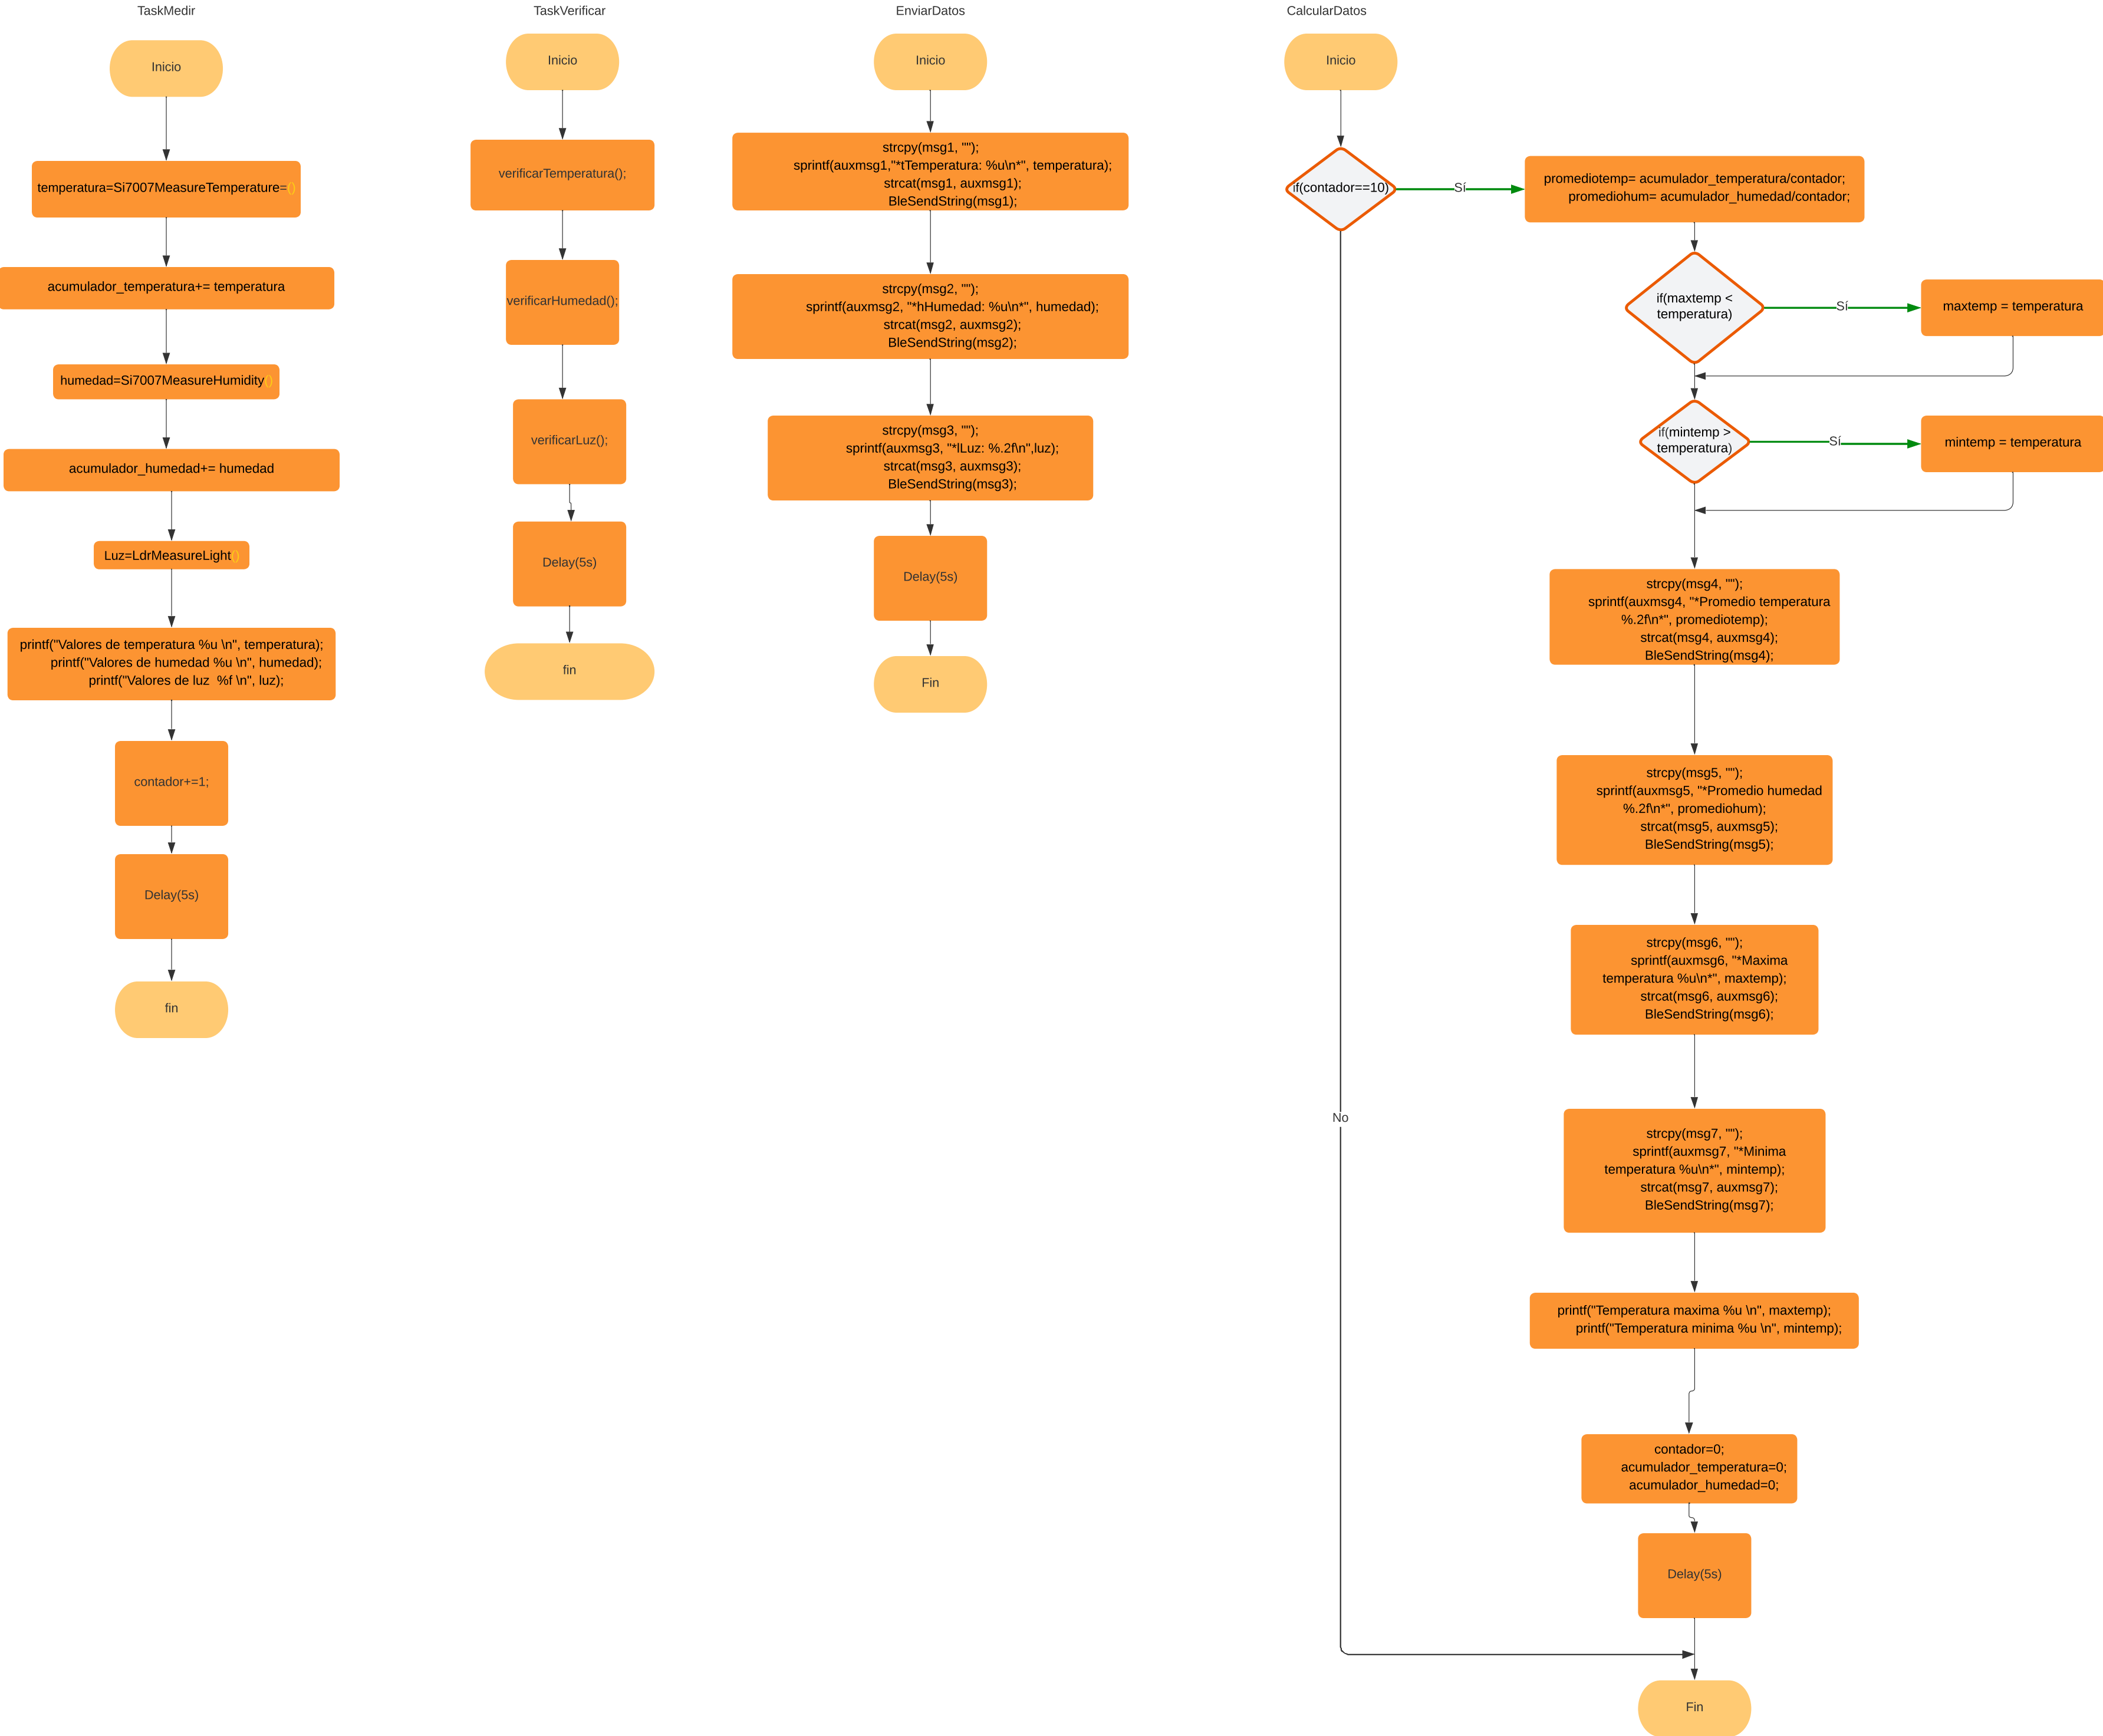 TaskMedir
Inicio
temperatura=Si7007MeasureTemperature=()
acumulador_temperatura+= temperatura
humedad=Si7007MeasureHumidity()
acumulador_humedad+= humedad
Luz=LdrMeasureLight()
printf("Valores de temperatura %u \n", temperatura);
printf("Valores de humedad %u \n", humedad);
printf("Valores de luz  %f \n", luz);
contador+=1;
Delay(5s)
fin
TaskVerificar
Inicio
verificarTemperatura();
verificarHumedad();
verificarLuz();
Delay(5s)
fin
EnviarDatos
Inicio
strcpy(msg1, "");
sprintf(auxmsg1,"*tTemperatura: %u\n*", temperatura);
strcat(msg1, auxmsg1);
BleSendString(msg1);
strcpy(msg2, "");
sprintf(auxmsg2, "*hHumedad: %u\n*", humedad);
strcat(msg2, auxmsg2);
BleSendString(msg2);
strcpy(msg3, "");
sprintf(auxmsg3, "*lLuz: %.2f\n",luz);
strcat(msg3, auxmsg3);
BleSendString(msg3);
Delay(5s)
Fin
CalcularDatos
Inicio
if(contador==10)
Sí
No
promediotemp= acumulador_temperatura/contador;
promediohum= acumulador_humedad/contador;
if(maxtemp <
temperatura)
Sí
maxtemp = temperatura
if(mintemp >
temperatura)
Sí
mintemp = temperatura
strcpy(msg4, "");
sprintf(auxmsg4, "*Promedio temperatura
%.2f\n*", promediotemp);
strcat(msg4, auxmsg4);
BleSendString(msg4);
strcpy(msg5, "");
sprintf(auxmsg5, "*Promedio humedad
%.2f\n*", promediohum);
strcat(msg5, auxmsg5);
BleSendString(msg5);
strcpy(msg6, "");
sprintf(auxmsg6, "*Maxima
temperatura %u\n*", maxtemp);
strcat(msg6, auxmsg6);
BleSendString(msg6);
strcpy(msg7, "");
sprintf(auxmsg7, "*Minima
temperatura %u\n*", mintemp);
strcat(msg7, auxmsg7);
BleSendString(msg7);
printf("Temperatura maxima %u \n", maxtemp);
printf("Temperatura minima %u \n", mintemp);
contador=0;
acumulador_temperatura=0;
acumulador_humedad=0;
Delay(5s)
Fin